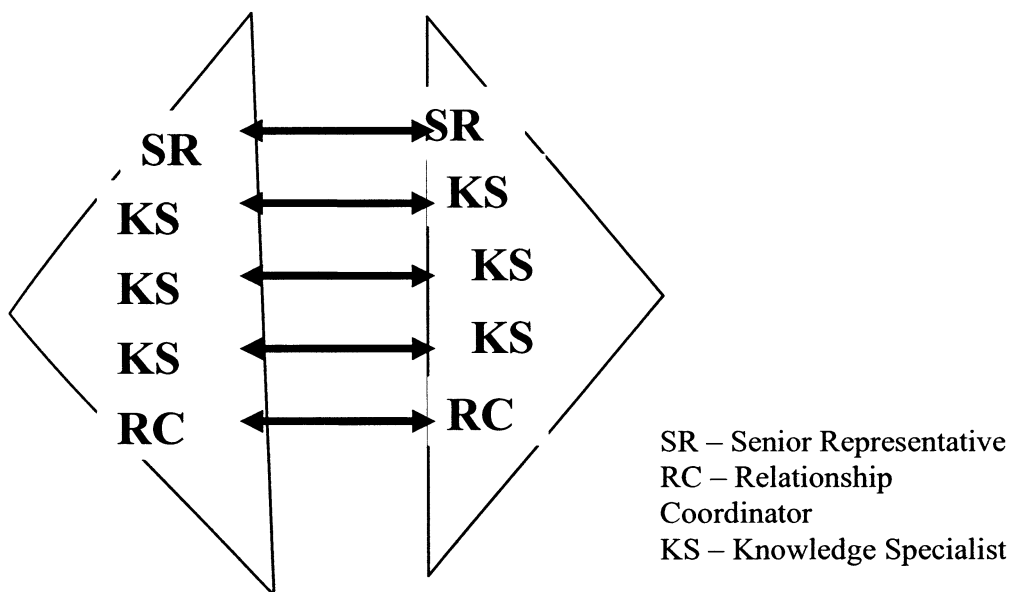 SR
KS
KS
KS
RC
SR
KS
KS
KS
RC
SR – Senior Representative
RC – Relationship
Coordinator
KS – Knowledge Specialist